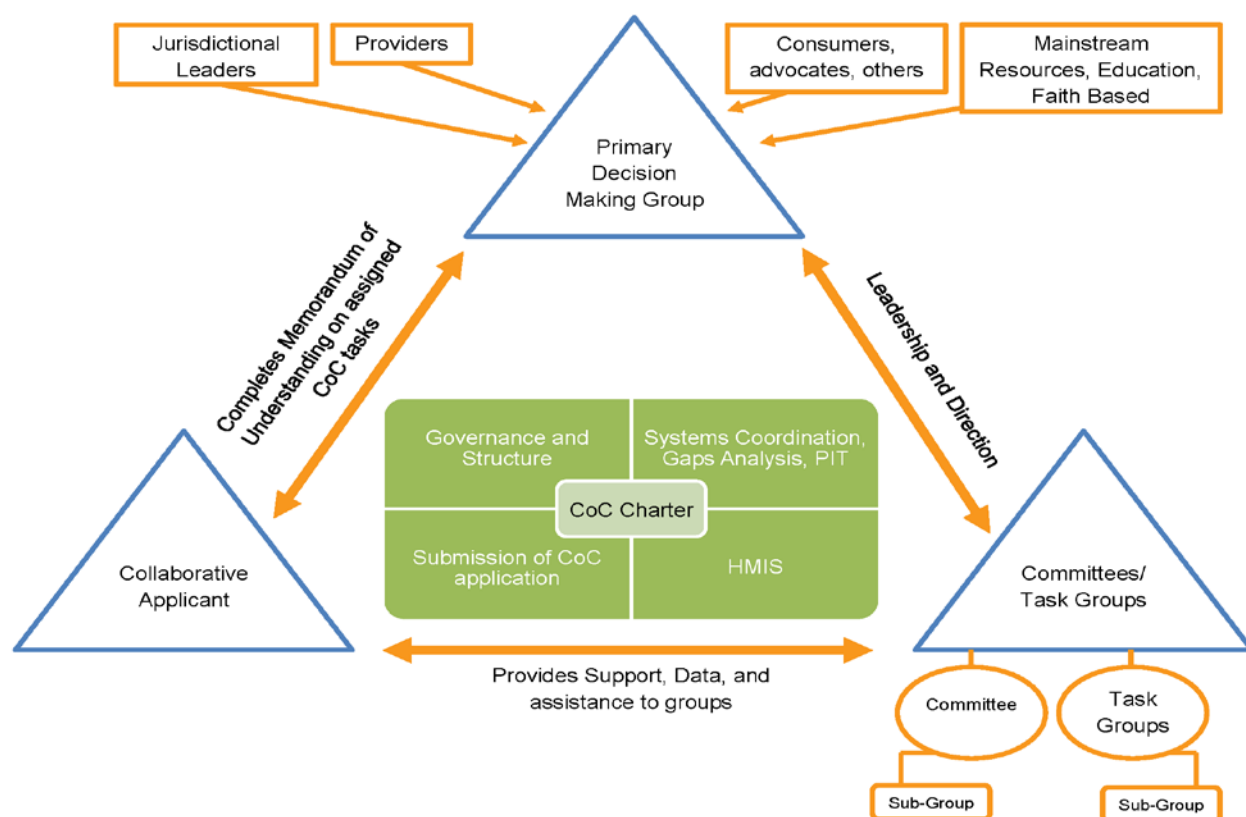 Jurisdictional
Leaders
Providers
Consumers,
advocates, others
Mainstream
Resources, Education,
Faith Based
Primary
Decision
Making Group
Completes Memorandum of
Understanding on assigned
CoC tasks
Leadership and Direction
Governance and
Structure
Systems Coordination,
Gaps Analysis, PIT
CoC Charter
Submission of CoC
application
HMIS
Collaborative
Applicant
Committees/
Task Groups
Provides Support, Data, and
assistance to groups
Committee
Task
Groups
Sub-Group
Sub-Group